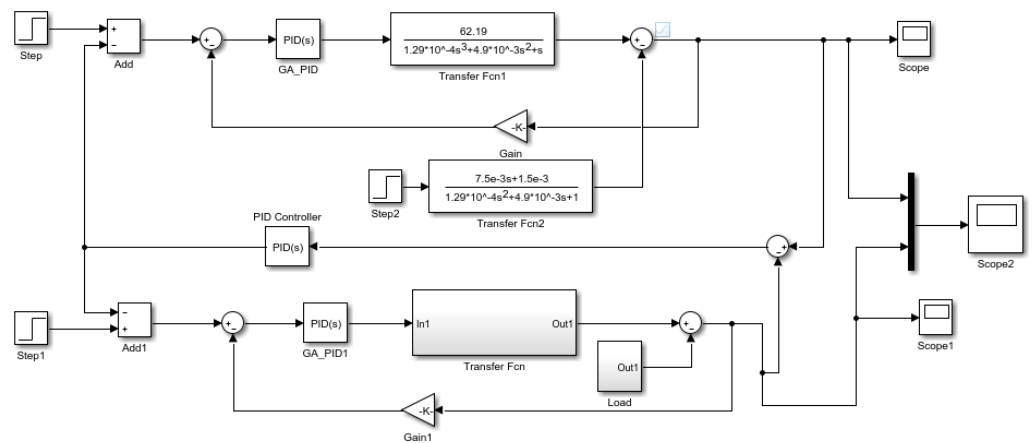 Step
+
−
Add
+
−
PID(s)
GA_PID
62.19
1.29*10^-4s3+4.9*10^-3s2+s
Transfer Fcn1
+
−
Scope
-K-
Gain
Step2
7.5e-3s+1.5e-3
1.29*10^-4s2+4.9*10^-3s+1
Transfer Fcn2
PID Controller
PID(s)
+
−
Scope2
Step1
−
+
Add1
+
−
PID(s)
GA_PID1
In1 Out1
Transfer Fcn
+
−
Out1
Load
Scope1
-K-
Gain1